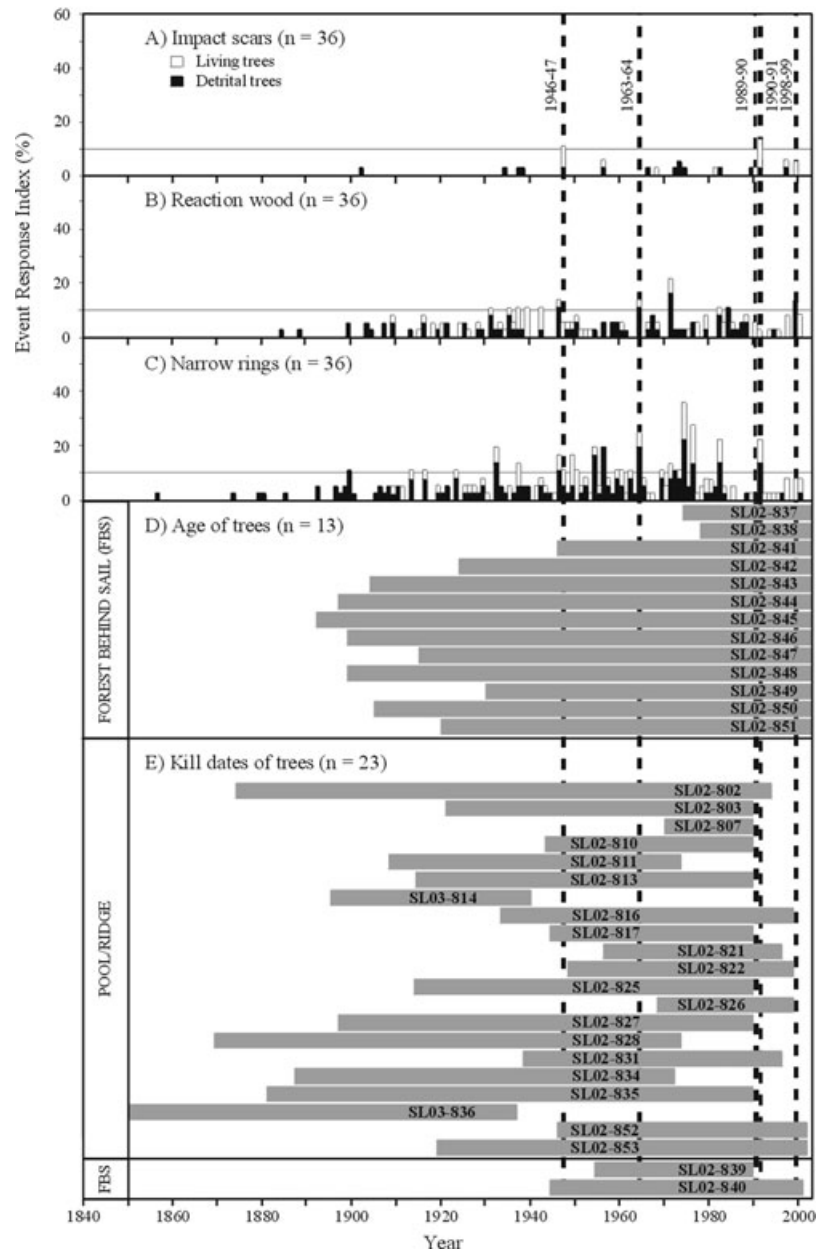 60
A) Impact scars (n = 36)
Living trees
Detrital trees
1946-47
1963-64
1989-90
1990-91
1998-99
50
40
20
10
0
B) Reaction wood (n = 36)
40
20
10
0
C) Narrow rings (n = 36)
40
20
10
0
Event Response Index (%)
FOREST BEHIND SAIL (FBS)
D) Age of trees (n = 13)
SL02-837
SL02-838
SL02-841
SL02-842
SL02-843
SL02-844
SL02-845
SL02-846
SL02-847
SL02-848
SL02-849
SL02-850
SL02-851
POOL/RIDGE
E) Kill dates of trees (n = 23)
SL02-802
SL02-803
SL02-807
SL02-810
SL02-811
SL02-813
SL03-814
SL02-816
SL02-817
SL02-821
SL02-822
SL02-825
SL02-826
SL02-827
SL02-828
SL02-831
SL02-834
SL02-835
SL03-836
SL02-852
SL02-853
FBS
SL02-839
SL02-840
1840 1860 1880 1900 1920 1940 1960 1980 2000
Year